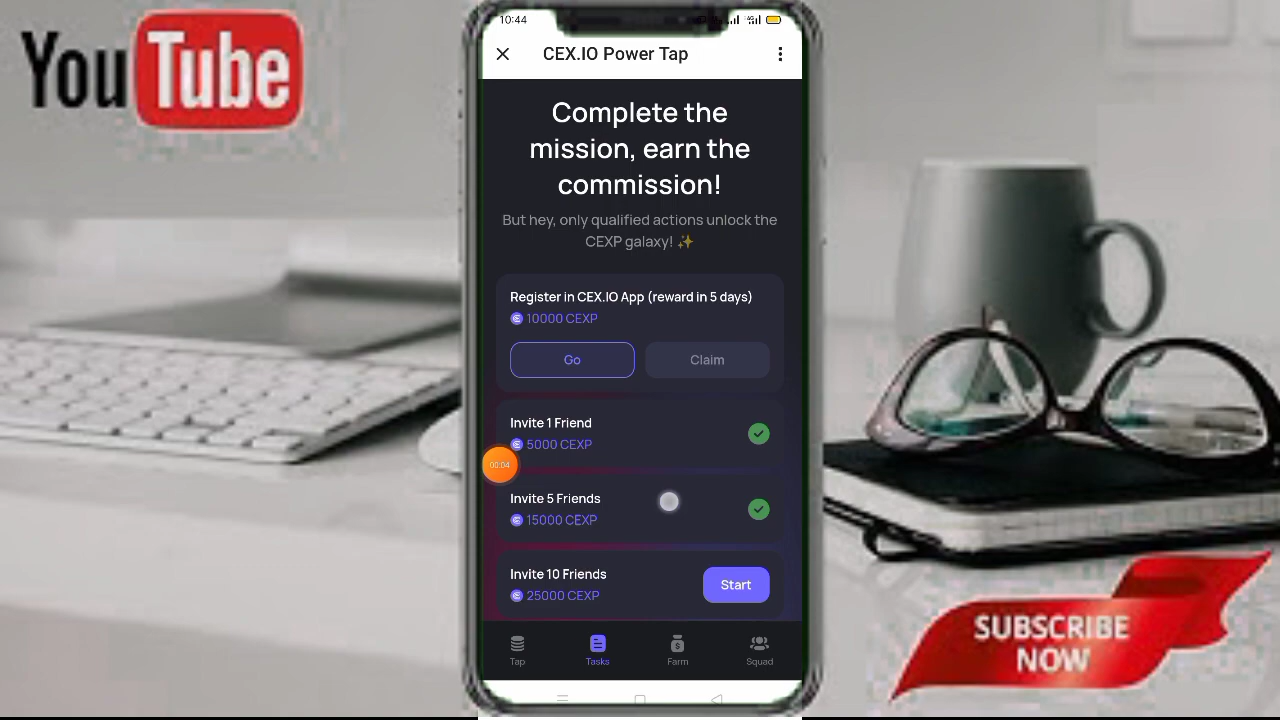 YouTube
10:44
CEX.IO Power Tap
Complete the
mission, earn the
commission!
But hey, only qualified actions unlock the
CEXP galaxy! ✨
Register in CEX.IO App (reward in 5 days)
10000 CEXP
Go
Claim
Invite 1 Friend
5000 CEXP
00:04
Invite 5 Friends
15000 CEXP
Invite 10 Friends
25000 CEXP
Start
Tap
Tasks
Farm
Squad
SUBSCRIBE
NOW